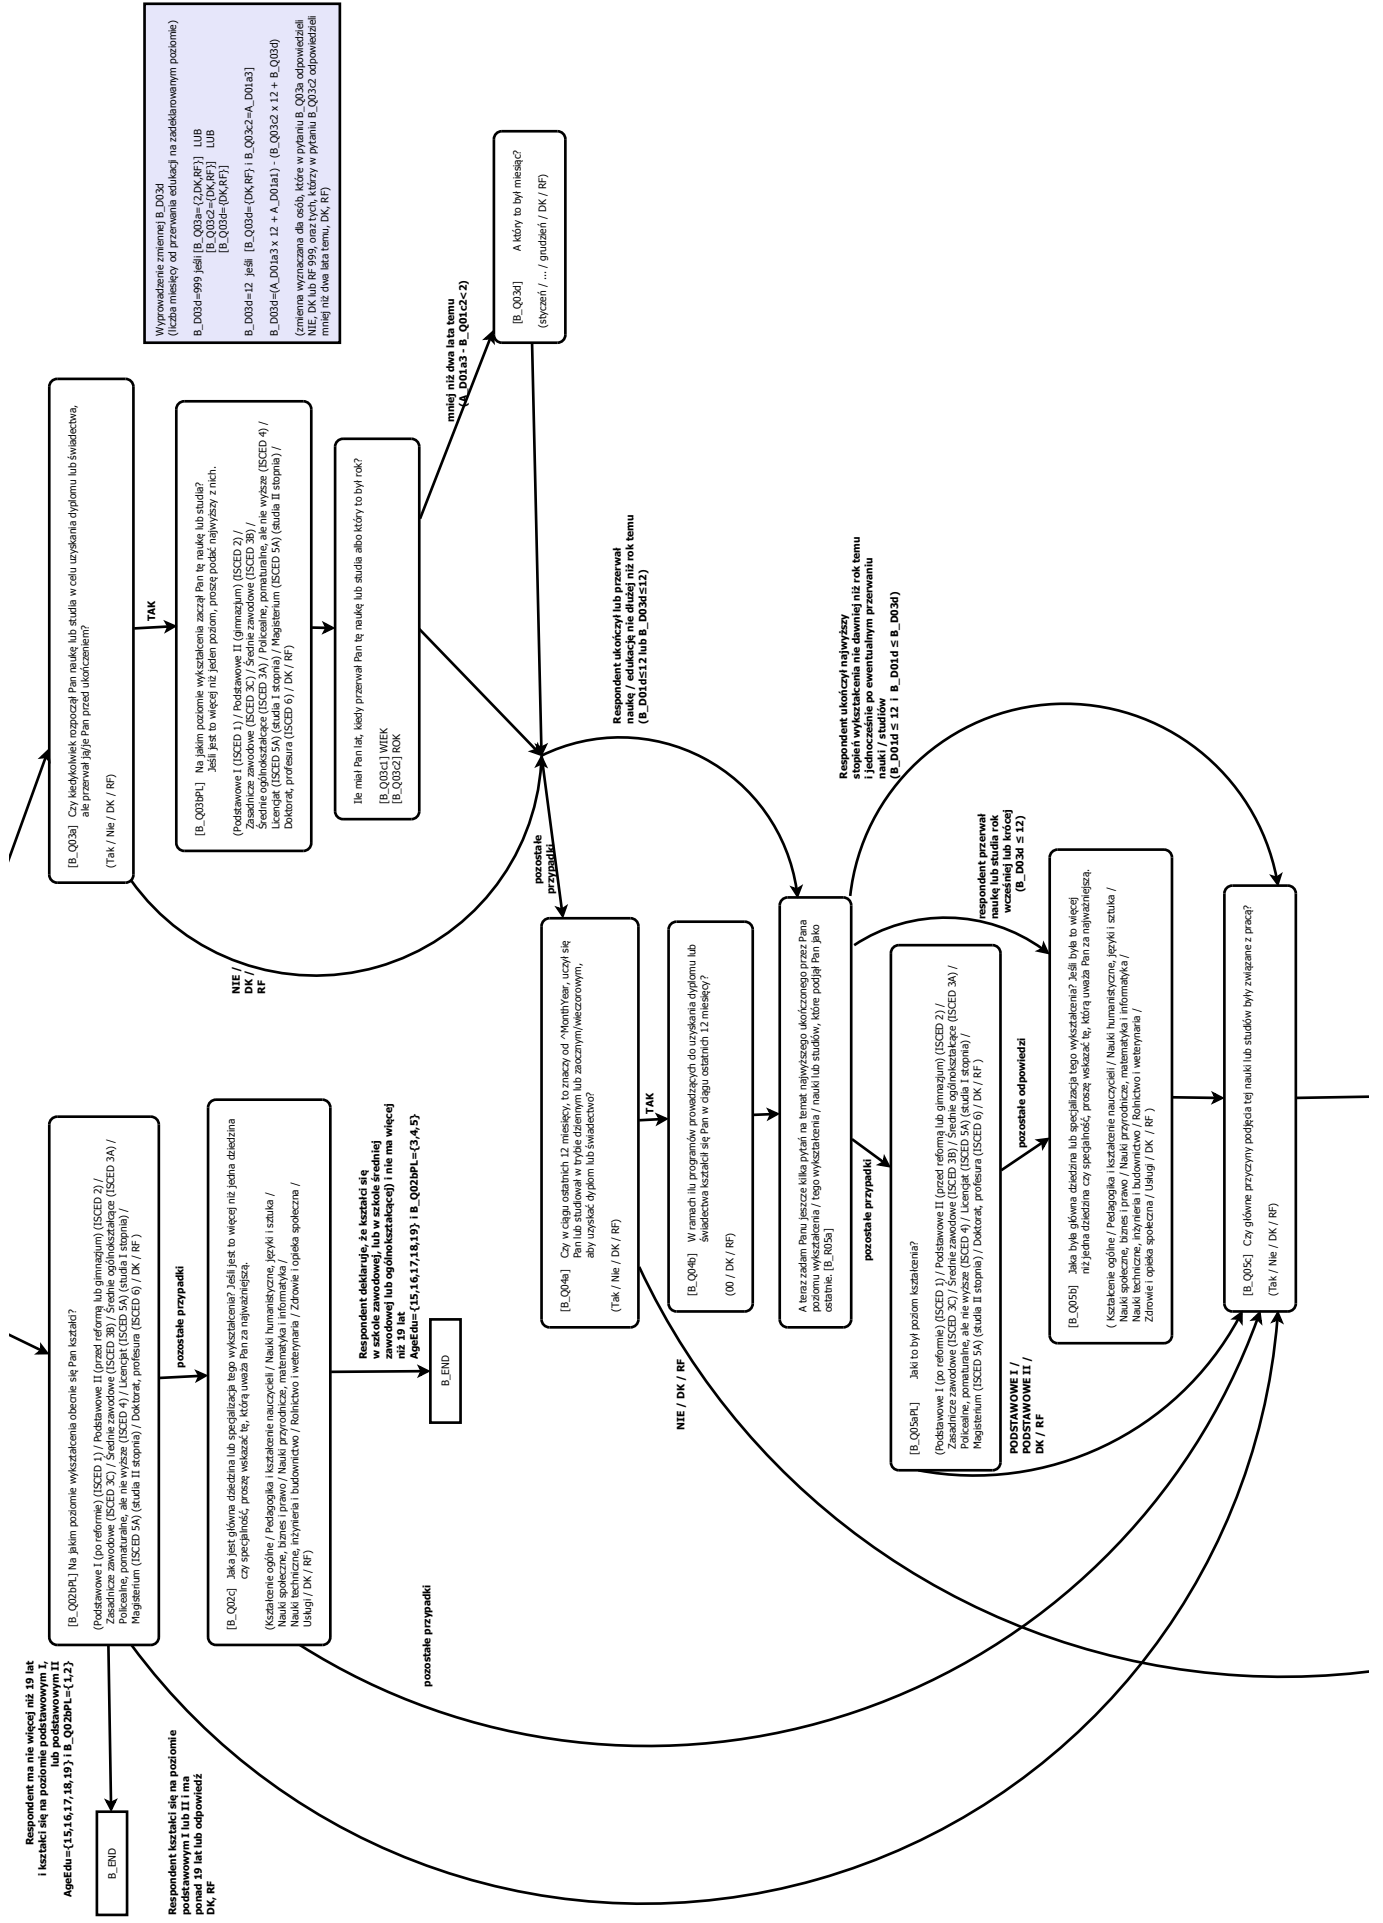 Respondent ma nie więcej niż 19 lat
i kształci się na poziomie podstawowym I,
lub podstawowym II
AgeEdu={15,16,17,18,19} i B_Q02bPL={1,2}
B_END
Respondent kształci się na poziomie
podstawowym I lub II i ma
ponad 19 lat lub odpowiedź
DK, RF
[B_Q02bPL] Na jakim poziomie wykształcenia obecnie się Pan kształci?
(Podstawowe I (po reformie) (ISCED 1) / Podstawowe II (przed reformą lub gimnazjum) (ISCED 2) /
Zasadnicze zawodowe (ISCED 3C) / Średnie zawodowe (ISCED 3B) / Średnie ogólnokształcące (ISCED 3A) /
Policealne, pomaturalne, ale nie wyższe (ISCED 4) / Licencjat (ISCED 5A) (studia I stopnia) /
Magisterium (ISCED 5A) (studia II stopnia) / Doktorat, profesura (ISCED 6) / DK / RF )
pozostałe przypadki
[B_Q02c] Jaka jest główna dziedzina lub specjalizacja tego wykształcenia? Jeśli jest to więcej niż jedna dziedzina
czy specjalność, proszę wskazać tę, którą uważa Pan za najważniejszą.
(Kształcenie ogólne / Pedagogika i kształcenie nauczycieli / Nauki humanistyczne, języki i sztuka /
Nauki społeczne, biznes i prawo / Nauki przyrodnicze, matematyka i informatyka /
Nauki techniczne, inżynieria i budownictwo / Rolnictwo i weterynaria / Zdrowie i opieka społeczna /
Usługi / DK / RF)
Respondent deklaruje, że kształci się
w szkole zawodowej, lub w szkole średniej
zawodowej lub ogólnokształcącej) i nie ma więcej
niż 19 lat
AgeEdu={15,16,17,18,19} i B_Q02bPL={3,4,5}
B_END
pozostałe przypadki
[B_Q03a] Czy kiedykolwiek rozpoczął Pan naukę lub studia w celu uzyskania dyplomu lub świadectwa,
ale przerwał ją/je Pan przed ukończeniem?
(Tak / Nie / DK / RF)
TAK
NIE /
DK /
RF
[B_Q03bPL] Na jakim poziomie wykształcenia zaczął Pan tę naukę lub studia?
Jeśli jest to więcej niż jeden poziom, proszę podać najwyższy z nich.
(Podstawowe I (ISCED 1) / Podstawowe II (gimnazjum) (ISCED 2) /
Zasadnicze zawodowe (ISCED 3C) / Średnie zawodowe (ISCED 3B) /
Średnie ogólnokształcące (ISCED 3A) / Policealne, pomaturalne, ale nie wyższe (ISCED 4) /
Licencjat (ISCED 5A) (studia I stopnia) / Magisterium (ISCED 5A) (studia II stopnia) /
Doktorat, profesura (ISCED 6) / DK / RF)
Ile miał Pan lat, kiedy przerwał Pan tę naukę lub studia albo który to był rok?
[B_Q03c1] WIEK
[B_Q03c2] ROK
mniej niż dwa lata temu
(A_D01a3 - B_Q01c2<2)
[B_Q03d] A który to był miesiąc?
(styczeń / ... / grudzień / DK / RF)
Wyprowadzenie zmiennej B_D03d
(liczba miesięcy od przerwania edukacji na zadeklarowanym poziomie)
B_D03d=999 jeśli [B_Q03a={2,DK,RF}] LUB
[B_Q03c2={DK,RF}] LUB
[B_Q03d={DK,RF}]
B_D03d=12 jeśli [B_Q03d={DK,RF} i B_Q03c2=A_D01a3]
B_D03d=(A_D01a3 x 12 + A_D01a1) - (B_Q03c2 x 12 + B_Q03d)
(zmienna wyznaczana dla osób, które w pytaniu B_Q03a odpowiedzieli
NIE, DK lub RF 999, oraz tych, którzy w pytaniu B_Q03c2 odpowiedzieli
mniej niż dwa lata temu, DK, RF)
pozostałe
przypadki
Respondent ukończył lub przerwał
naukę / edukację nie dłużej niż rok temu
(B_D01d≤12 lub B_D03d≤12)
[B_Q04a] Czy w ciągu ostatnich 12 miesięcy, to znaczy od ^MonthYear, uczył się
Pan lub studiował w trybie dziennym lub zaocznym/wieczorowym,
aby uzyskać dyplom lub świadectwo?
(Tak / Nie / DK / RF)
TAK
NIE / DK / RF
[B_Q04b] W ramach ilu programów prowadzących do uzyskania dyplomu lub
świadectwa kształcił się Pan w ciągu ostatnich 12 miesięcy?
(00 / DK / RF)
A teraz zadam Panu jeszcze kilka pytań na temat najwyższego ukończonego przez Pana
poziomu wykształcenia / tego wykształcenia / nauki lub studiów, które podjął Pan jako
ostatnie. [B_R05a]
pozostałe przypadki
Respondent ukończył najwyższy
stopień wykształcenia nie dawniej niż rok temu
i jednocześnie po ewentualnym przerwaniu
nauki / studiów
(B_D01d ≤ 12 i B_D01d ≤ B_D03d)
respondent przerwał
naukę lub studia rok
wcześniej lub krócej
(B_D03d ≤ 12)
[B_Q05aPL] Jaki to był poziom kształcenia?
(Podstawowe I (po reformie) (ISCED 1) / Podstawowe II (przed reformą lub gimnazjum) (ISCED 2) /
Zasadnicze zawodowe (ISCED 3C) / Średnie zawodowe (ISCED 3B) / Średnie ogólnokształcące (ISCED 3A) /
Policealne, pomaturalne, ale nie wyższe (ISCED 4) / Licencjat (ISCED 5A) (studia I stopnia) /
Magisterium (ISCED 5A) (studia II stopnia) / Doktorat, profesura (ISCED 6) / DK / RF )
PODSTAWOWE I /
PODSTAWOWE II /
DK / RF
pozostałe odpowiedzi
[B_Q05b] Jaka była główna dziedzina lub specjalizacja tego wykształcenia? Jeśli była to więcej
niż jedna dziedzina czy specjalność, proszę wskazać tę, którą uważa Pan za najważniejszą.
( Kształcenie ogólne / Pedagogika i kształcenie nauczycieli / Nauki humanistyczne, języki i sztuka /
Nauki społeczne, biznes i prawo / Nauki przyrodnicze, matematyka i informatyka /
Nauki techniczne, inżynieria i budownictwo / Rolnictwo i weterynaria /
Zdrowie i opieka społeczna / Usługi / DK / RF )
[B_Q05c] Czy główne przyczyny podjęcia tej nauki lub studiów były związane z pracą?
(Tak / Nie / DK / RF)